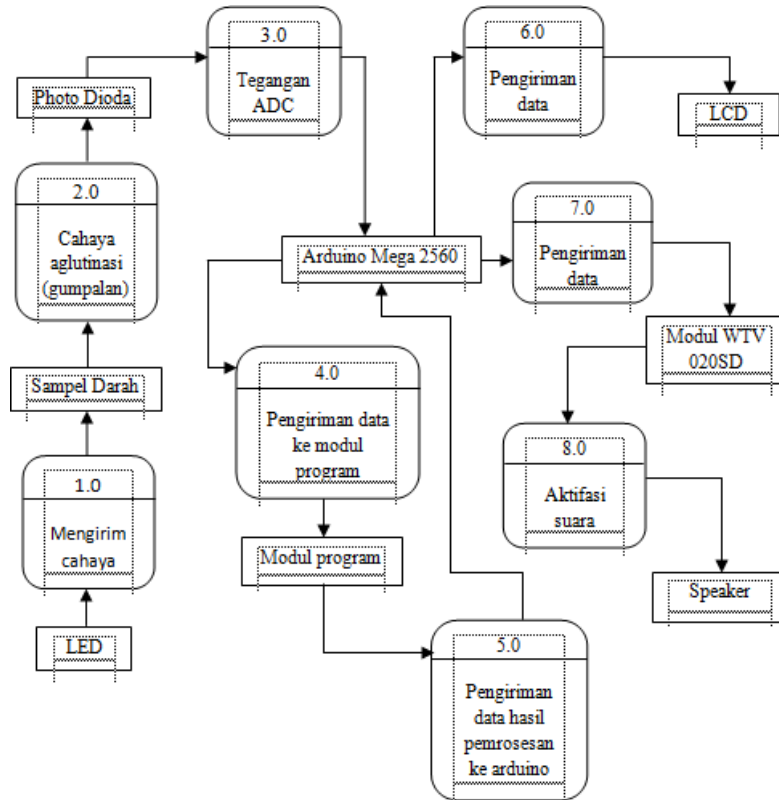 3.0
Tegangan
ADC
6.0
Pengiriman
data
Photo Dioda
LCD
2.0
Cahaya
aglutinasi
(gumpalan)
7.0
Pengiriman
data
Arduino Mega 2560
Modul WTV
020SD
Sampel Darah
4.0
Pengiriman data
ke modul
program
8.0
Aktifasi
suara
1.0
Mengirim
cahaya
Modul program
Speaker
LED
5.0
Pengiriman
data hasil
pemrosesan
ke arduino